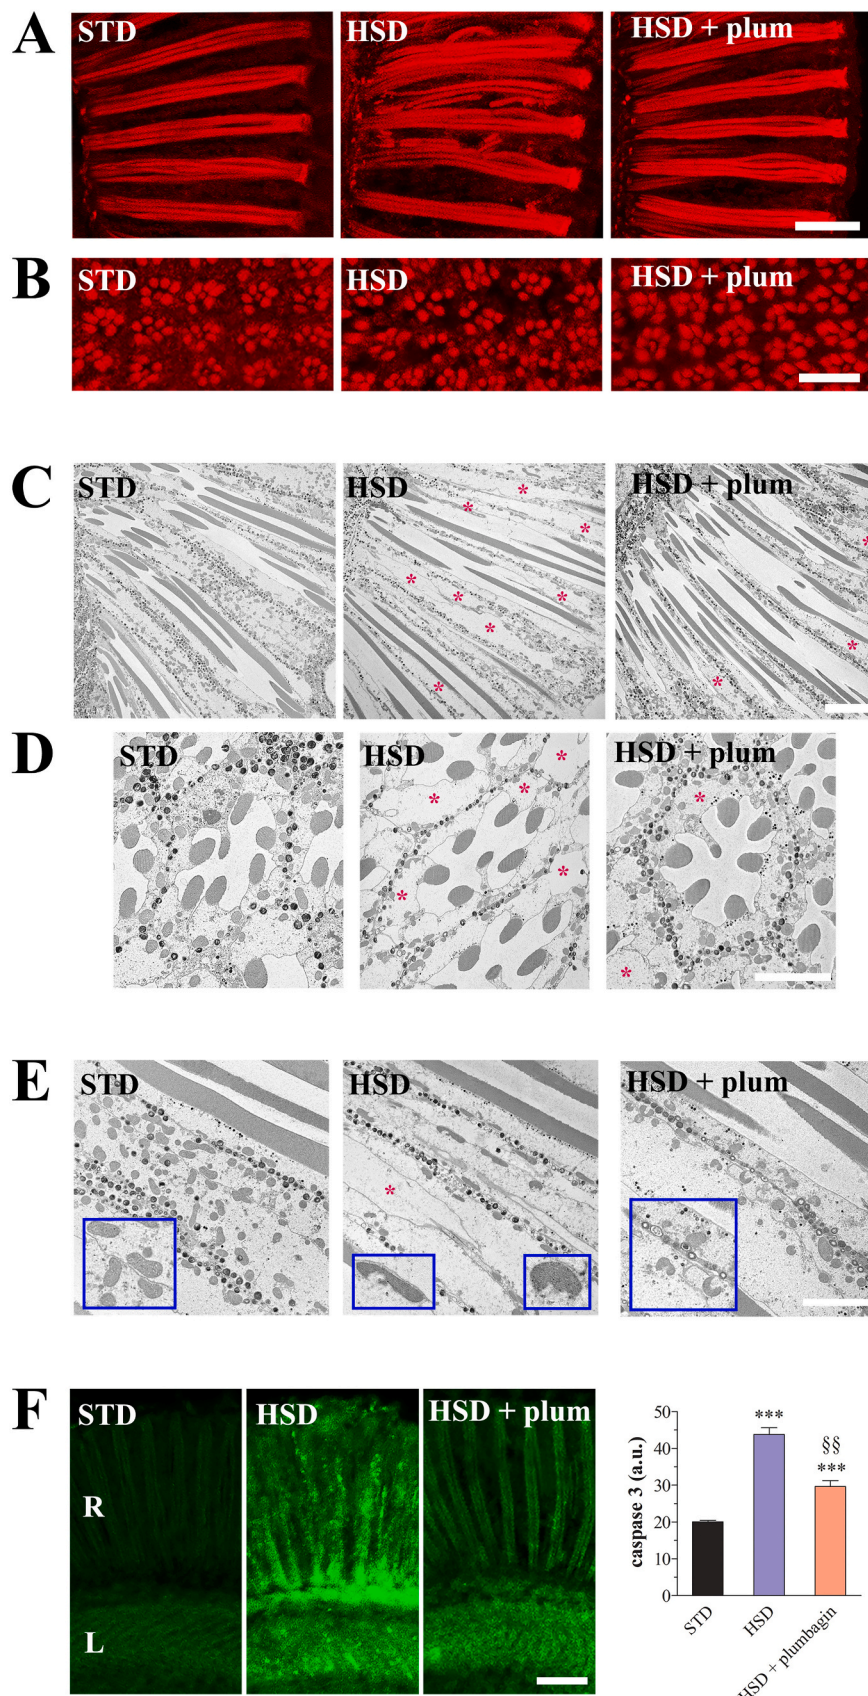 A
STD
HSD
HSD + plum
B
STD
HSD
HSD + plum
C
STD
HSD
* * * * * * * *
HSD + plum
* * *
D
STD
HSD
* * * * *
HSD + plum
* *
E
STD
HSD
*
HSD + plum
F
STD
R
L
HSD
HSD + plum
caspase 3 (a.u.)
50
40
30
20
10
0
***
§§
***
STD
HSD
HSD + plumbagin